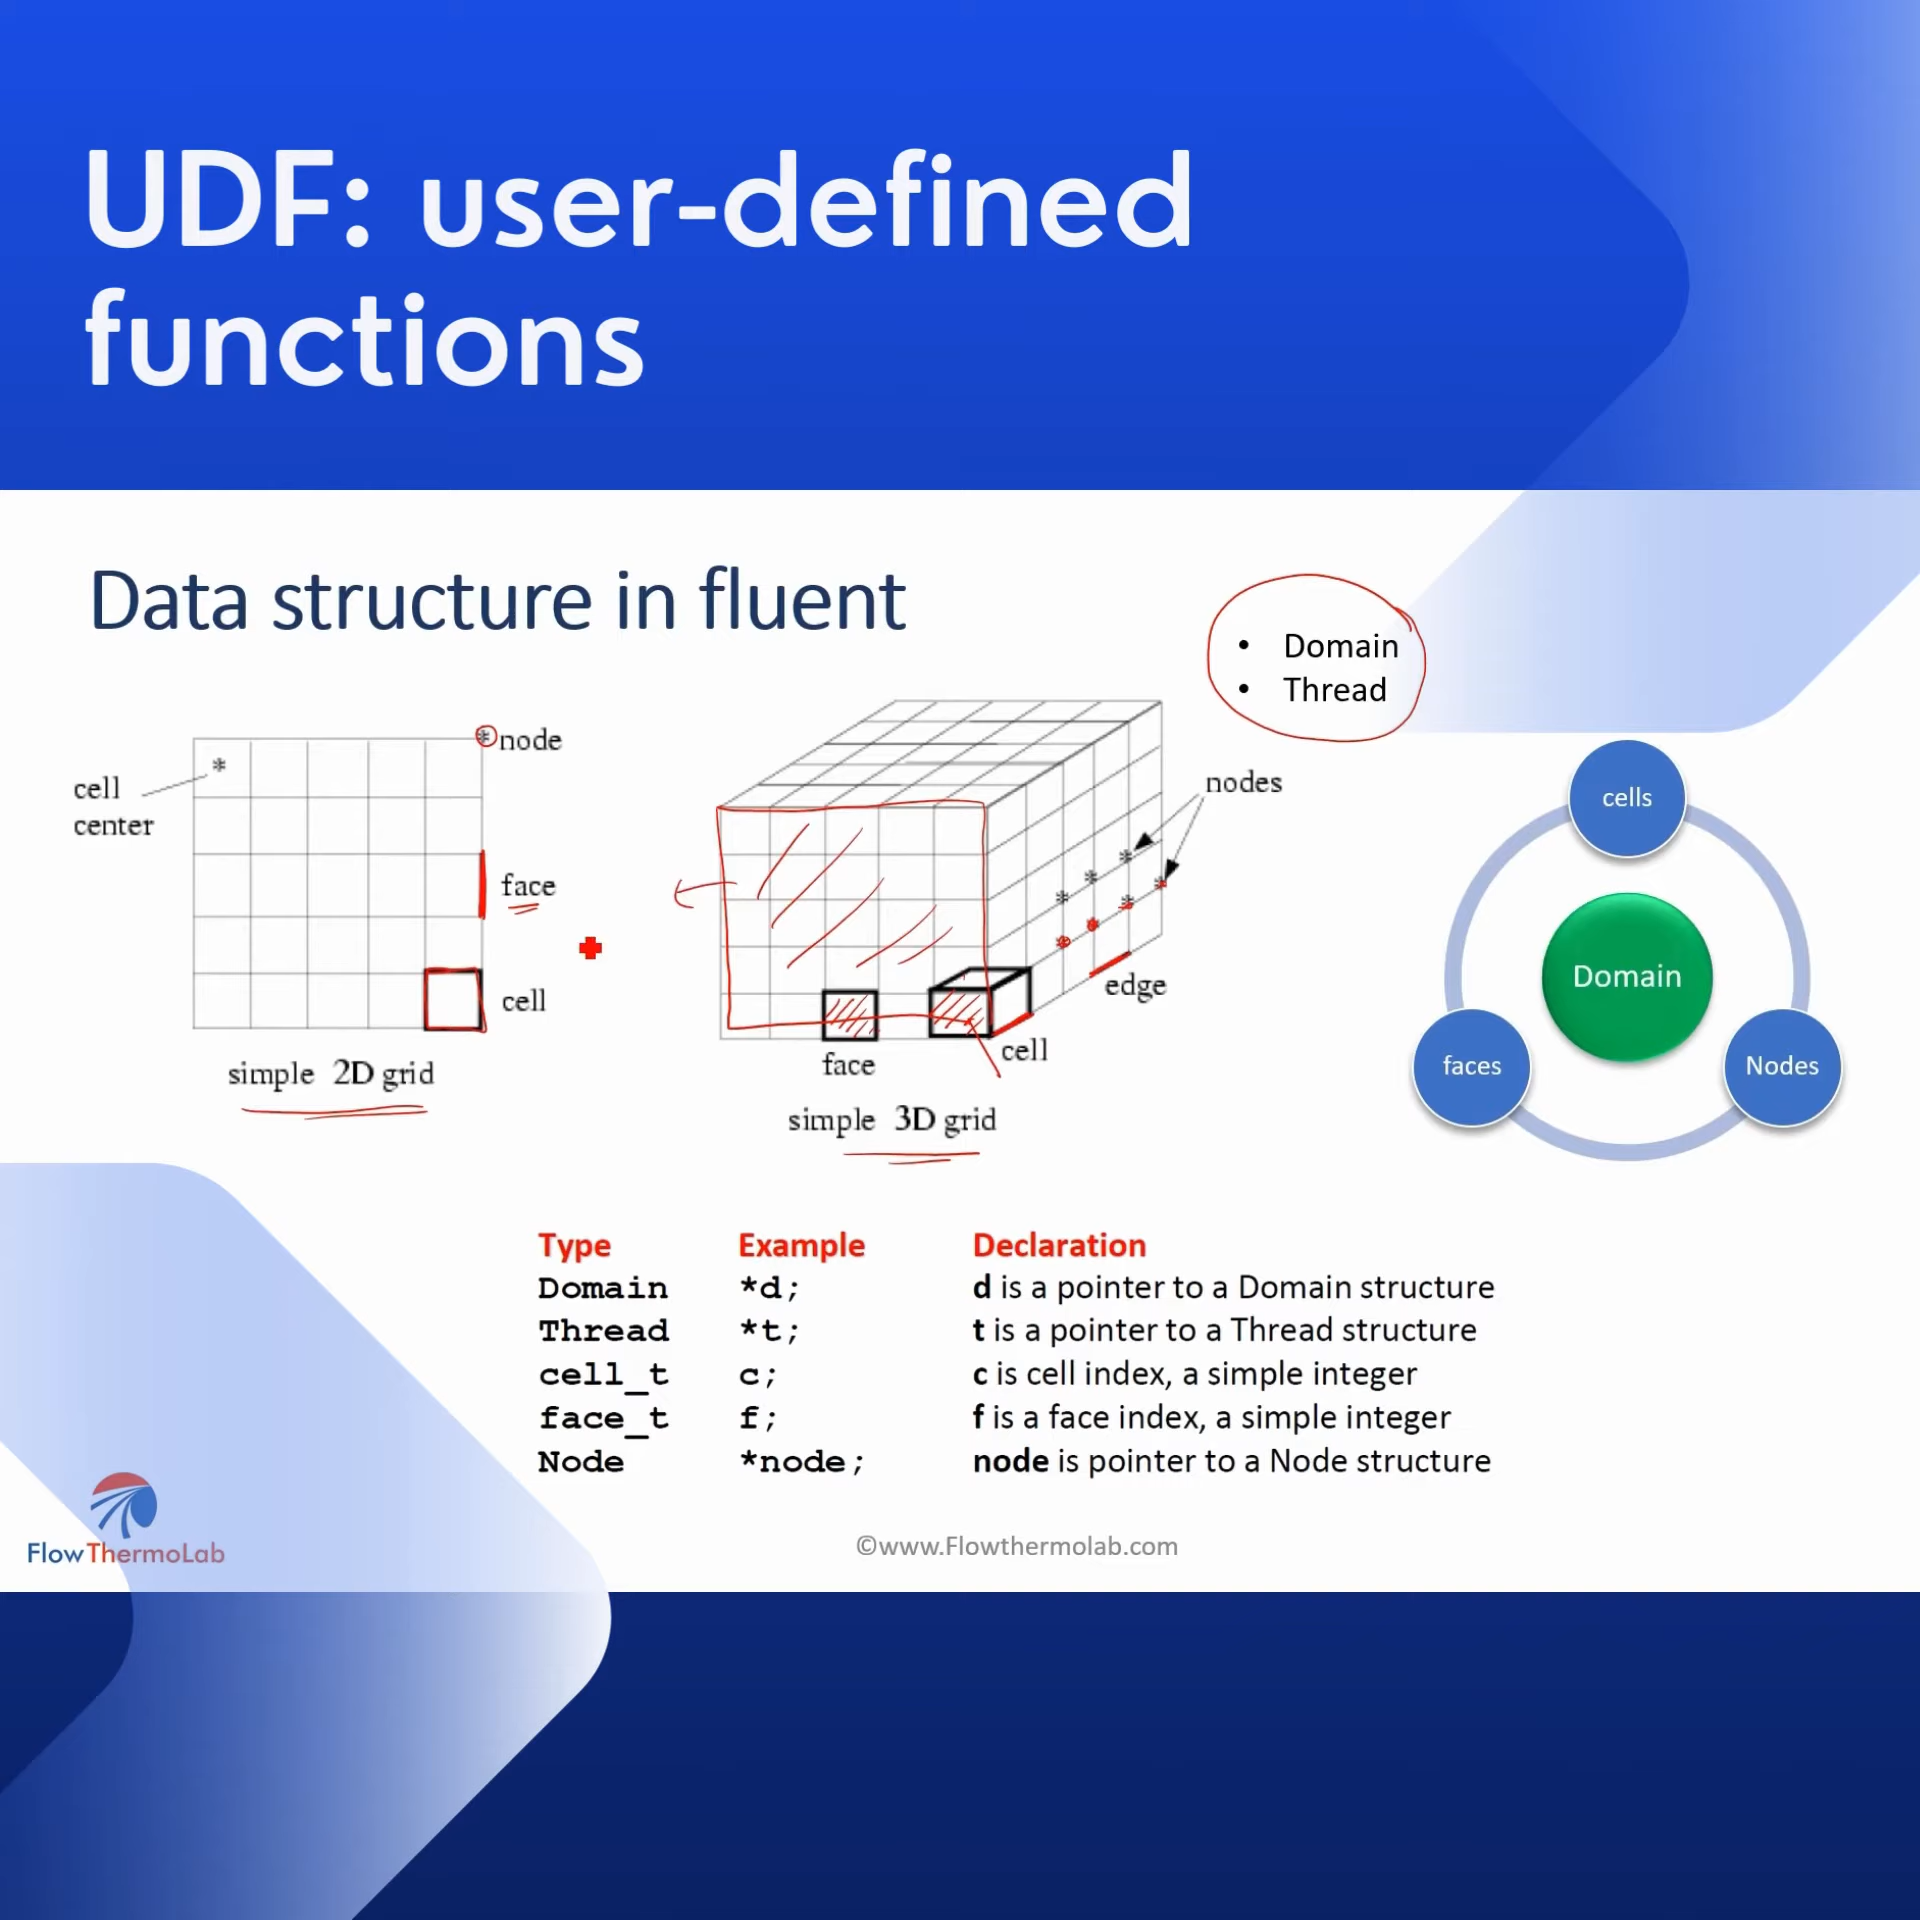 UDF: user-defined
functions
Data structure in fluent
• Domain
• Thread
node
cell
center
face
cell
simple 2D grid
nodes
edge
cell
face
simple 3D grid
cells
Domain
faces
Nodes
Type Example Declaration
Domain *d; d is a pointer to a Domain structure
Thread *t; t is a pointer to a Thread structure
cell_t c; c is cell index, a simple integer
face_t f; f is a face index, a simple integer
Node *node; node is pointer to a Node structure
FlowThermoLab
©www.Flowthermolab.com